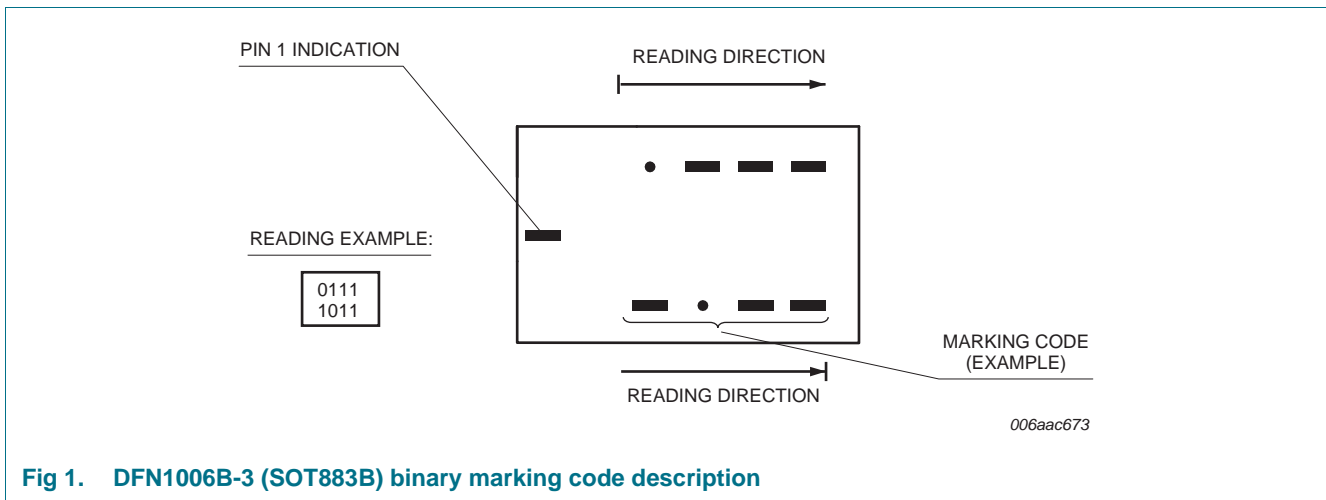 PIN 1 INDICATION
READING DIRECTION
READING EXAMPLE:
0111
1011
MARKING CODE
(EXAMPLE)
READING DIRECTION
006aac673
Fig 1. DFN1006B-3 (SOT883B) binary marking code description